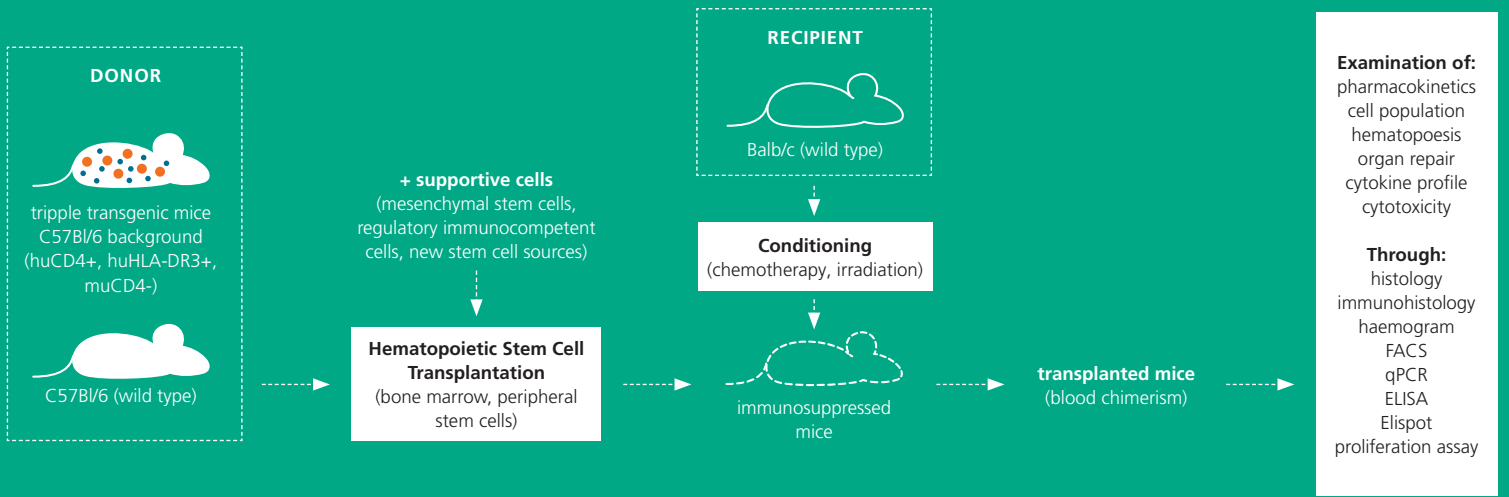 DONOR
tripple transgenic mice
C57Bl/6 background
(huCD4+, huHLA-DR3+,
muCD4-)
C57Bl/6 (wild type)
+ supportive cells
(mesenchymal stem cells,
regulatory immunocompetent
cells, new stem cell sources)
Hematopoietic Stem Cell
Transplantation
(bone marrow, peripheral
stem cells)
RECIPIENT
Balb/c (wild type)
Conditioning
(chemotherapy, irradiation)
immunosuppressed
mice
transplanted mice
(blood chimerism)
Examination of:
pharmacokinetics
cell population
hematopoesis
organ repair
cytokine profile
cytotoxicity
Through:
histology
immunohistology
haemogram
FACS
qPCR
ELISA
Elispot
proliferation assay